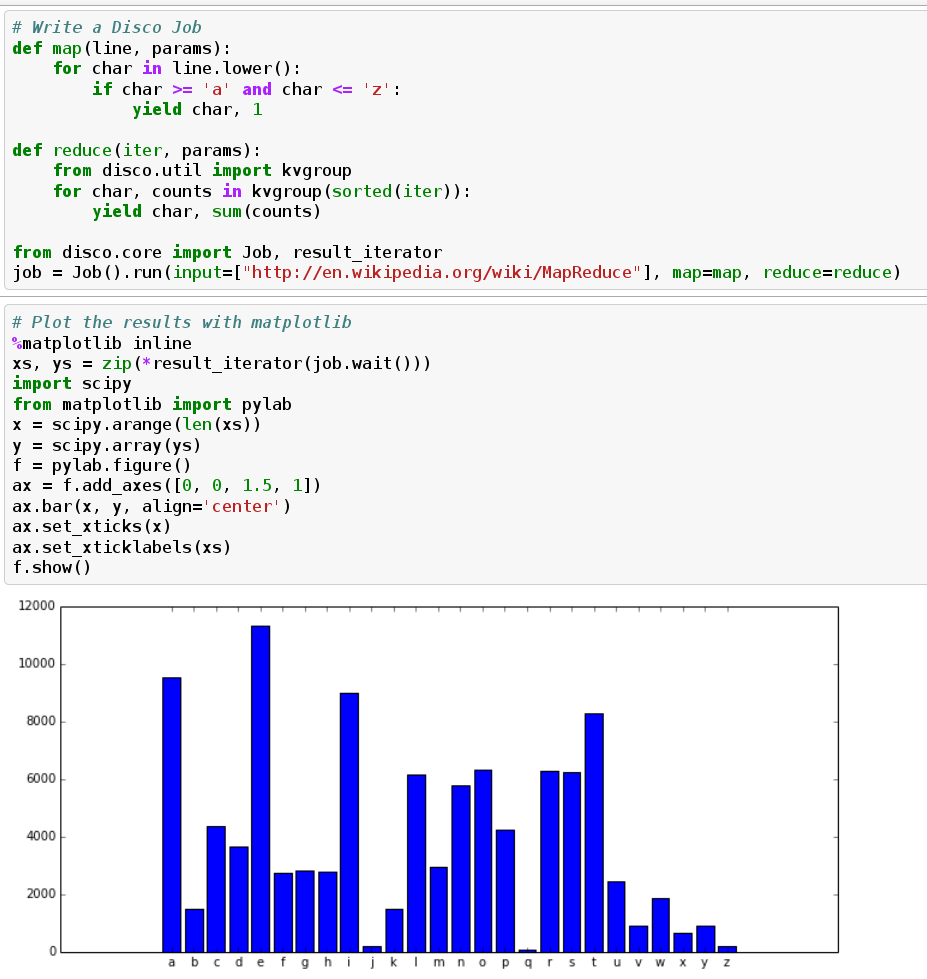 # Write a Disco Job
def map(line, params):
    for char in line.lower():
        if char >= 'a' and char <= 'z':
            yield char, 1

def reduce(iter, params):
    from disco.util import kvgroup
    for char, counts in kvgroup(sorted(iter)):
        yield char, sum(counts)

from disco.core import Job, result_iterator
job = Job().run(input=["http://en.wikipedia.org/wiki/MapReduce"], map=map, reduce=reduce)
# Plot the results with matplotlib
%matplotlib inline
xs, ys = zip(*result_iterator(job.wait()))
import scipy
from matplotlib import pylab
x = scipy.arange(len(xs))
y = scipy.array(ys)
f = pylab.figure()
ax = f.add_axes([0, 0, 1.5, 1])
ax.bar(x, y, align='center')
ax.set_xticks(x)
ax.set_xticklabels(xs)
f.show()
12000
10000
8000
6000
4000
2000
0
a b c d e f g h i j k l m n o p q r s t u v w x y z